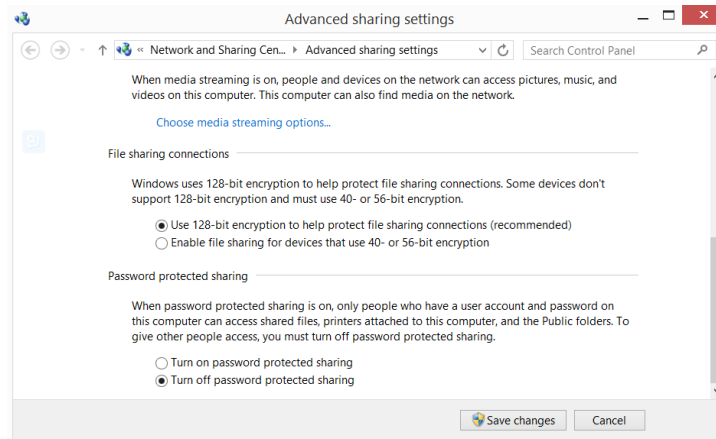 Advanced sharing settings
« Network and Sharing Cen... Advanced sharing settings Search Control Panel
When media streaming is on, people and devices on the network can access pictures, music, and
videos on this computer. This computer can also find media on the network.
Choose media streaming options...
File sharing connections
Windows uses 128-bit encryption to help protect file sharing connections. Some devices don't
support 128-bit encryption and must use 40- or 56-bit encryption.
Use 128-bit encryption to help protect file sharing connections (recommended)
Enable file sharing for devices that use 40- or 56-bit encryption
Password protected sharing
When password protected sharing is on, only people who have a user account and password on
this computer can access shared files, printers attached to this computer, and the Public folders. To
give other people access, you must turn off password protected sharing.
Turn on password protected sharing
Turn off password protected sharing
Save changes Cancel